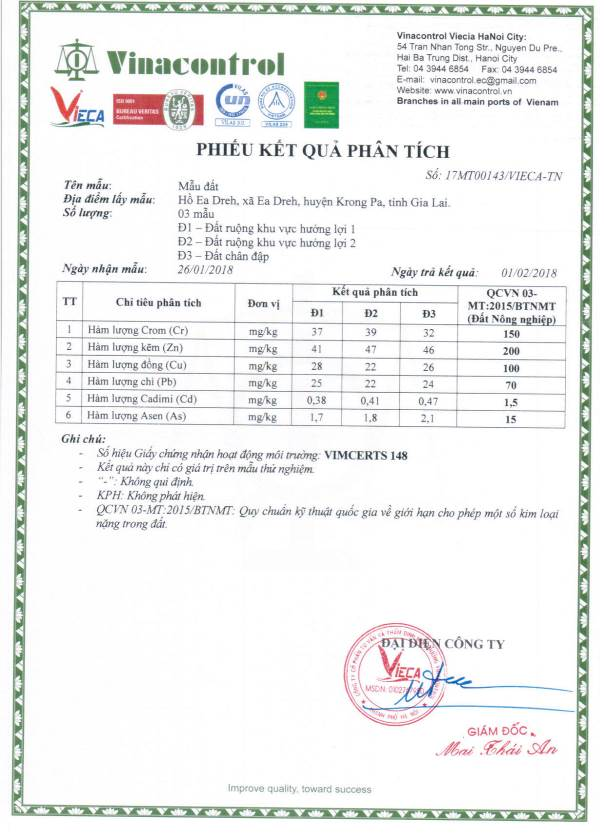 Vinacontrol
Vinacontrol Viecia HaNoi City:
54 Tran Nhan Tong Str., Nguyen Du Pre.,
Hai Ba Trung Dist., Hanoi City
Tel: 04 3944 6854 Fax: 04 3944 6854
E-mail: vinacontrol.ec@gmail.com
Website: www.vinacontrol.vn
Branches in all main ports of Vienam
VIECA
ISO 9001
BUREAU VERITAS
Certification
VILAS
PHIẾU KẾT QUẢ PHÂN TÍCH
Số: 17MT00143/VIECA-TN
Tên mẫu: Mẫu đất
Địa điểm lấy mẫu: Hồ Ea Dreh, xã Ea Dreh, huyện Krong Pa, tỉnh Gia Lai.
Số lượng: 03 mẫu
Đ1 – Đất ruộng khu vực hưởng lợi 1
Đ2 – Đất ruộng khu vực hưởng lợi 2
Đ3 – Đất chân đập
Ngày nhận mẫu: 26/01/2018 Ngày trả kết quả: 01/02/2018
TT Chỉ tiêu phân tích Đơn vị Kết quả phân tích QCVN 03-MT:2015/BTNMT (Đất Nông nghiệp)
Đ1 Đ2 Đ3
1 Hàm lượng Crom (Cr) mg/kg 37 39 32 150
2 Hàm lượng kẽm (Zn) mg/kg 41 47 46 200
3 Hàm lượng đồng (Cu) mg/kg 28 22 26 100
4 Hàm lượng chì (Pb) mg/kg 25 22 24 70
5 Hàm lượng Cadimi (Cd) mg/kg 0,38 0,41 0,47 1,5
6 Hàm lượng Asen (As) mg/kg 1,7 1,8 2,1 15
Ghi chú:
- Số hiệu Giấy chứng nhận hoạt động môi trường: VIMCERTS 148
- Kết quả này chỉ có giá trị trên mẫu thử nghiệm.
- "-": Không qui định.
- KPH: Không phát hiện.
- QCVN 03-MT:2015/BTNMT: Quy chuẩn kỹ thuật quốc gia về giới hạn cho phép một số kim loại
nặng trong đất.
ĐẠI DIỆN CÔNG TY
VIECA
THÀNH PHỐ HÀ NỘI
GIÁM ĐỐC
Mai Thái An
Improve quality, toward success